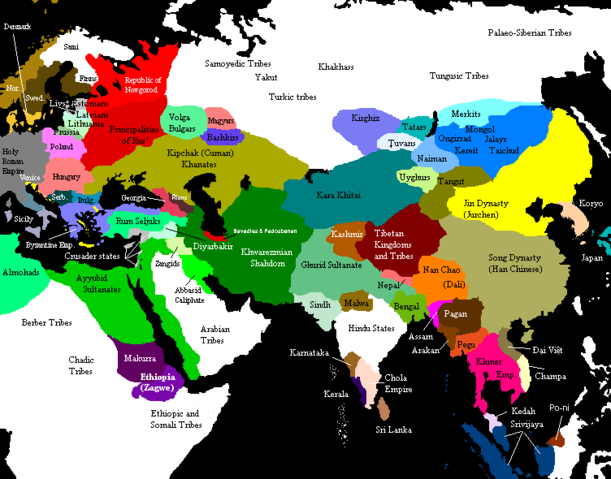 Denmark
Palaeo-Siberian Tribes
Sami
Samoyedic Tribes
Yakut
Khakhass
Tungusic Tribes
Finns
Republic of
Novgorod
Nor.
Swed.
Turkic tribes
Livs
Estonians
Latvians
Lithuania
Prussia
Principalities
of Rus'
Volga
Bulgars
Magyars
Bashkirs
Kirghiz
Tatars
Merkits
Mongol
Ongirrad
Jalayr
Kereit
Taichiud
Tuvans
Naiman
Holy
Roman
Empire
Poland
Kipchak (Cuman)
Khanates
Hungary
Uyghurs
Tangut
Venice
Serb.
Bulg.
Georgia
Alans
Kara Khitai
Jin Dynasty
(Jurchen)
Koryo
Sicily
Rum Seljuks
Bavadies & Padouseban
Diyarbakir
Byzantine Emp.
Crusader states
Khwarezmian
Shahdom
Kashmir
Tibetan
Kingdoms
and Tribes
Song Dynasty
(Han Chinese)
Japan
Almohads
Ayyubid
Sultanates
Zangids
Abbasid
Caliphate
Ghurid Sultanate
Nepal
Nan Chao
(Dali)
Berber Tribes
Arabian
Tribes
Sindh
Malwa
Bengal
Hindu States
Assam
Pagan
Arakan
Pegu
Dai Việt
Chadic
Tribes
Makurra
Karnataka
Khmer
Emp.
Champa
Ethiopia
(Zagwe)
Kerala
Chola
Empire
Ethiopic and
Somali Tribes
Sri Lanka
Kedah
Srivijaya
Po-ni